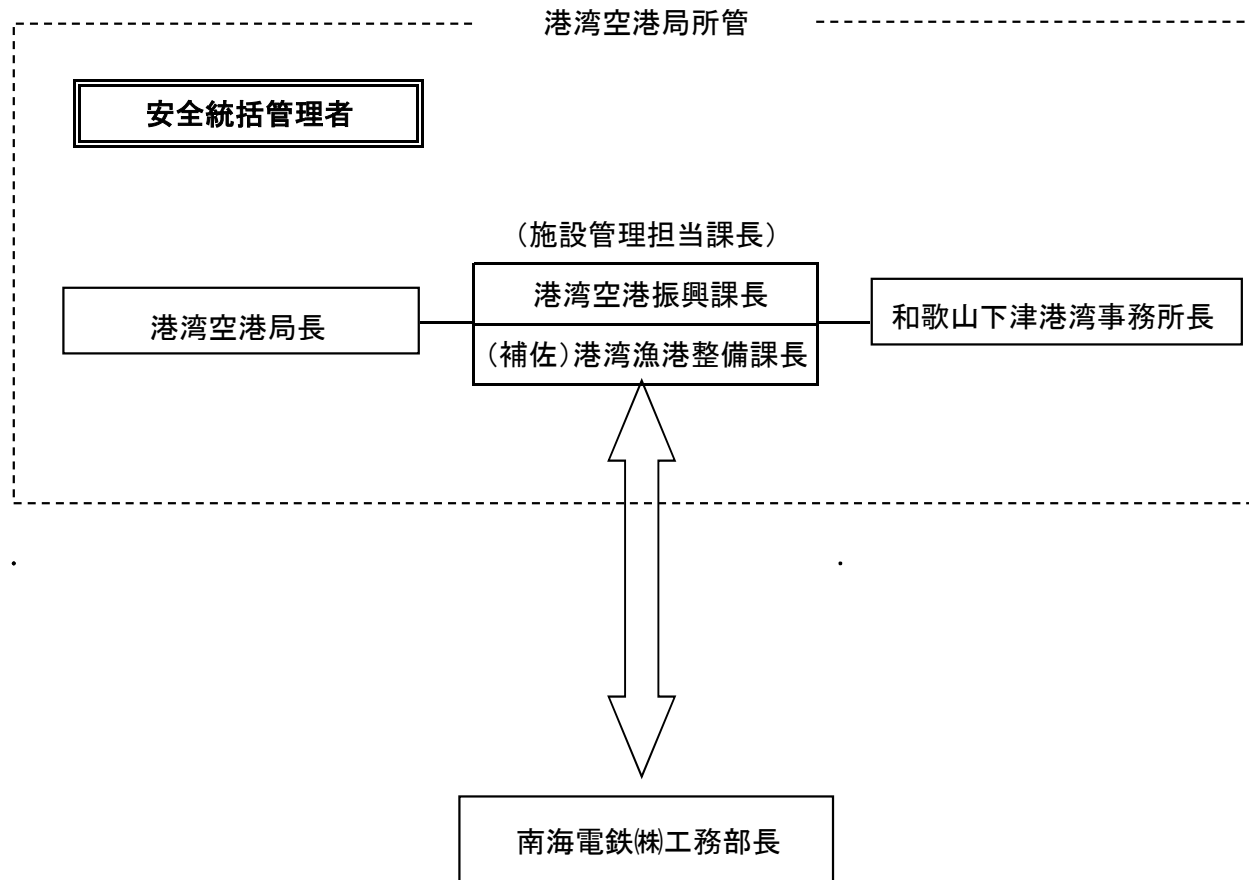 港湾空港局所管
安全統括管理者
（施設管理担当課長）
港湾空港振興課長
港湾空港局長
和歌山下津港湾事務所長
（補佐）港湾漁港整備課長
南海電鉄㈱工務部長